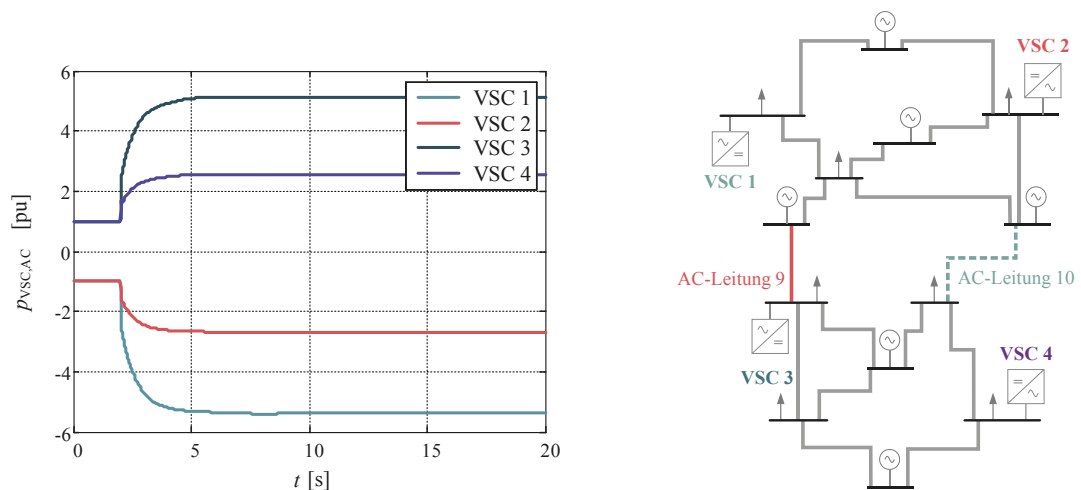 6
4
2
0
-2
-4
-6
p_VSC,AC [pu]
0
5
10
15
20
t [s]
VSC 1
VSC 2
VSC 3
VSC 4
VSC 2
VSC 1
AC-Leitung 9
AC-Leitung 10
VSC 4
VSC 3